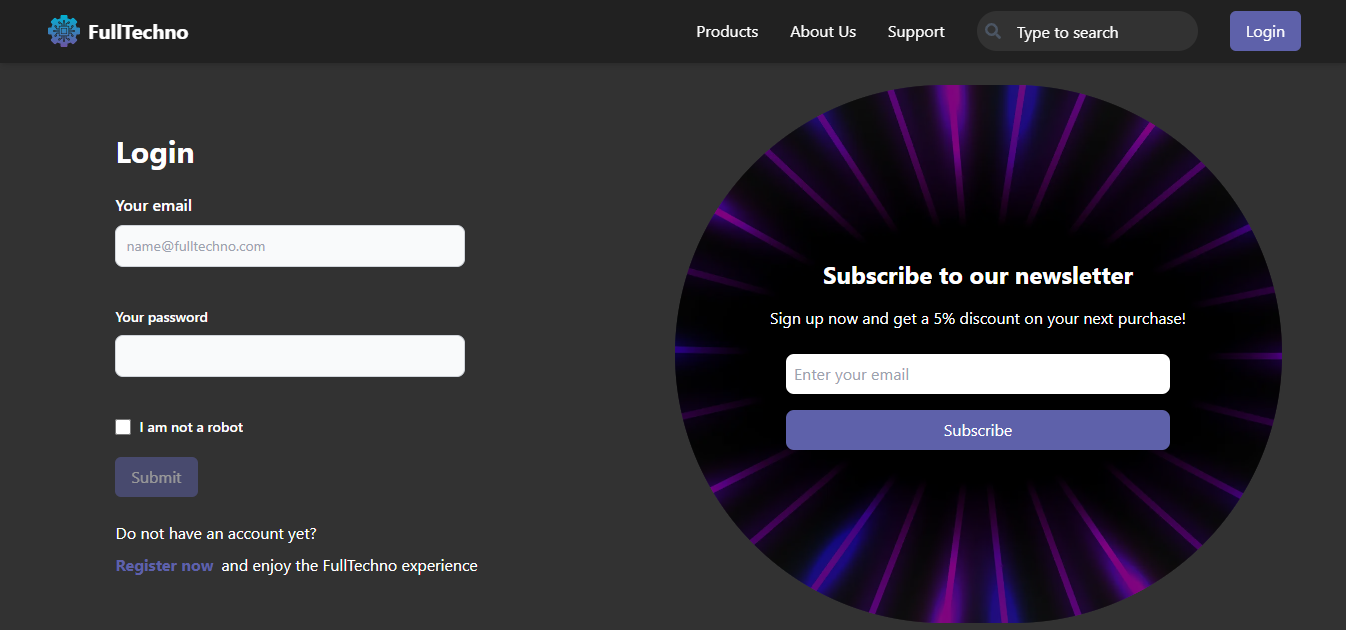 FullTechno
Products
About Us
Support
Type to search
Login
Login
Your email
name@fulltechno.com
Your password
I am not a robot
Submit
Do not have an account yet?
Register now and enjoy the FullTechno experience
Subscribe to our newsletter
Sign up now and get a 5% discount on your next purchase!
Enter your email
Subscribe